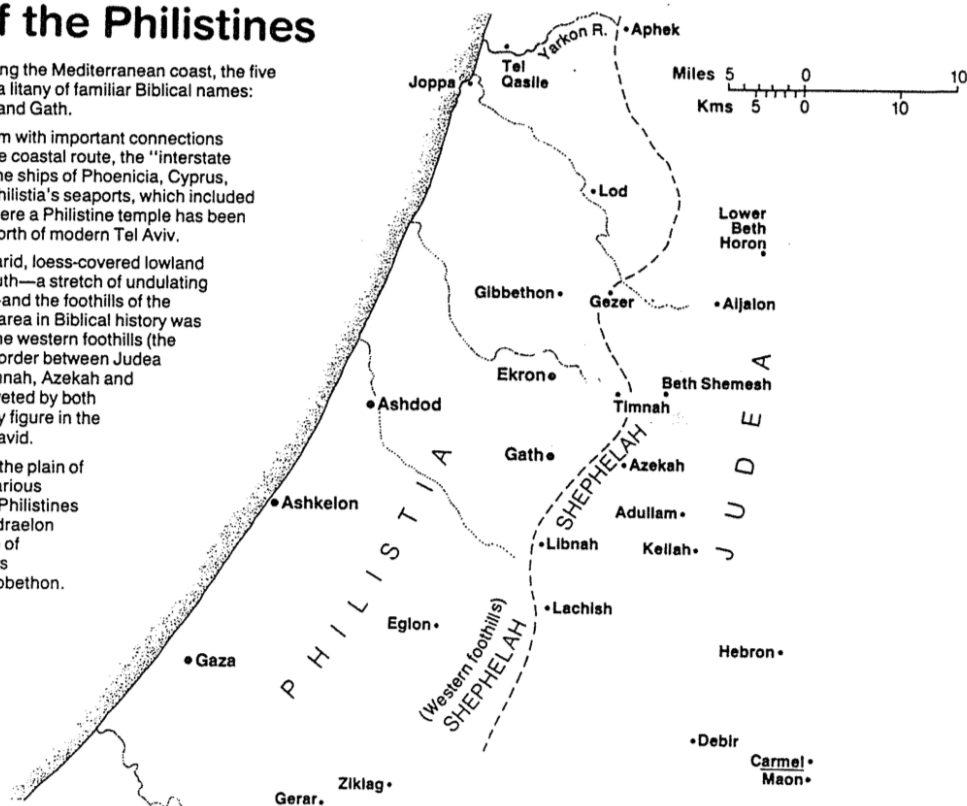 f the Philistines
ng the Mediterranean coast, the five
a litany of familiar Biblical names:
and Gath.
m with important connections
e coastal route, the "interstate
ne ships of Phoenicia, Cyprus,
hilistia's seaports, which included
ere a Philistine temple has been
orth of modern Tel Aviv.
arid, loess-covered lowland
uth—a stretch of undulating
and the foothills of the
area in Biblical history was
ne western foothills (the
order between Judea
nnah, Azekah and
eted by both
y figure in the
avid.
the plain of
arious
Philistines
draelon
of
s
bbethon.
Yarkon R.
Aphek
Tel
Qasile
Joppa
Miles 5 0 10
Kms 5 0 10
Lod
Lower
Beth
Horon
Gibbethon
Gezer
Aijalon
Ekron
Beth Shemesh
Timnah
Ashdod
Gath
Azekah
SHEPHELAH
Ashkelon
Adullam
Libnah
Keilah
JUDEA
PHILISTIA
Lachish
Eglon
(Western foothills)
SHEPHELAH
Hebron
Gaza
Debir
Carmel
Maon
Ziklag
Gerar